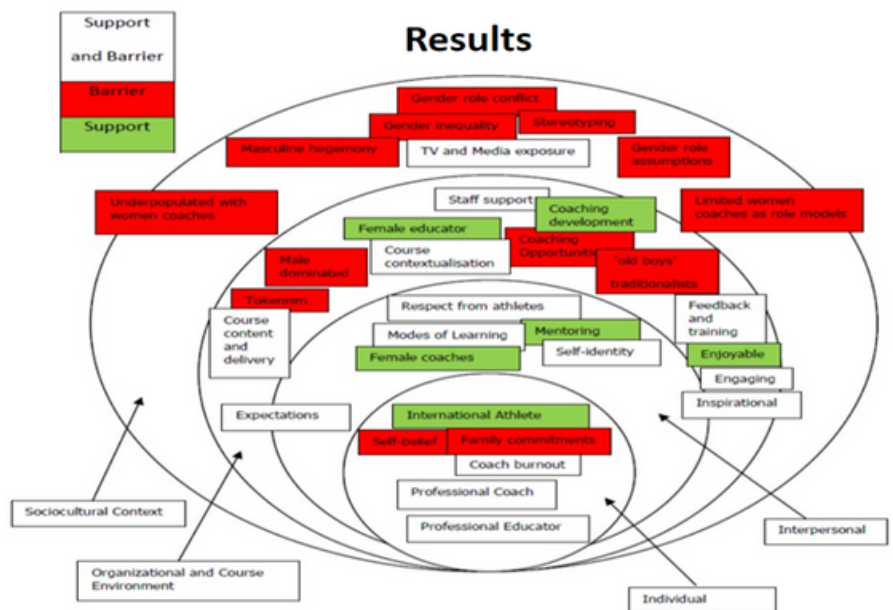 Support
and Barrier
Barrier
Support
Results
Gender role conflict
Gender inequality
Stereotyping
Masculine hegemony
TV and Media exposure
Gender role
assumptions
Underpopulated with
women coaches
Limited women
coaches as role models
Staff support
Coaching
development
Female educator
Course
contextualisation
Coaching
Opportunities
Male
dominated
"old boys'
traditionalists
Tokenism
Course
content
and
delivery
Feedback
and
training
Respect from athletes
Modes of Learning
Mentoring
Female coaches
Self-identity
Enjoyable
Engaging
Inspirational
Expectations
International Athlete
Self-belief
Family commitments
Coach burnout
Professional Coach
Professional Educator
Sociocultural Context
Interpersonal
Organizational and Course
Environment
Individual